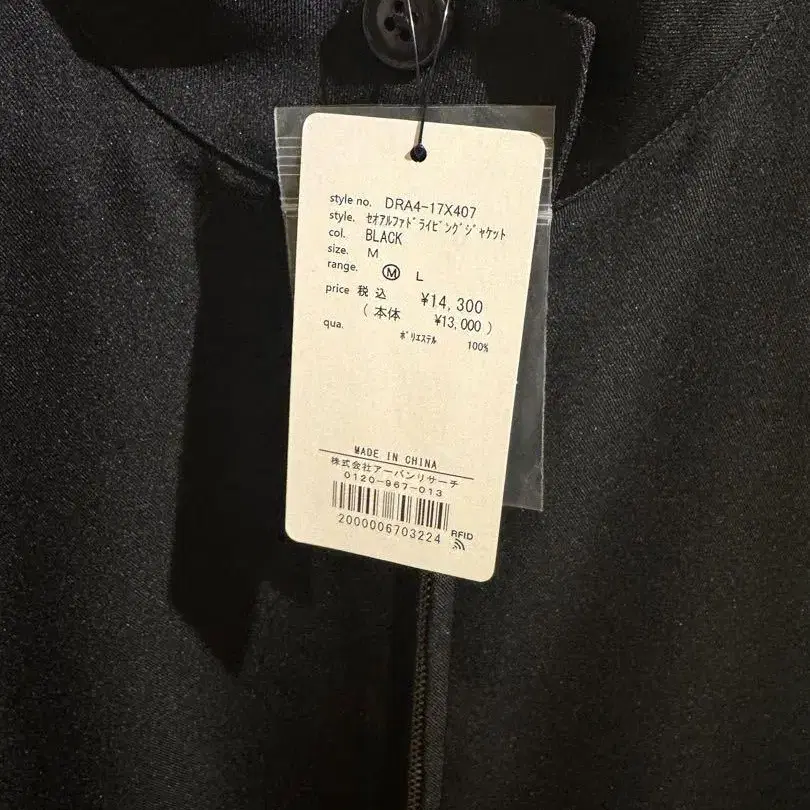 style no. DRA4-17X407
style. ｾｵｱﾙﾌｧﾄﾞﾗｲﾋﾞﾝｸﾞｼﾞｬｹｯﾄ
col. BLACK
size. M
range. Ⓜ L
price 税込 ¥14,300
(本体 ¥13,000)
qua. ﾎﾟﾘｴｽﾃﾙ 100%
MADE IN CHINA
株式会社アーバンリサーチ
0120-967-013
2000006703224 RFID